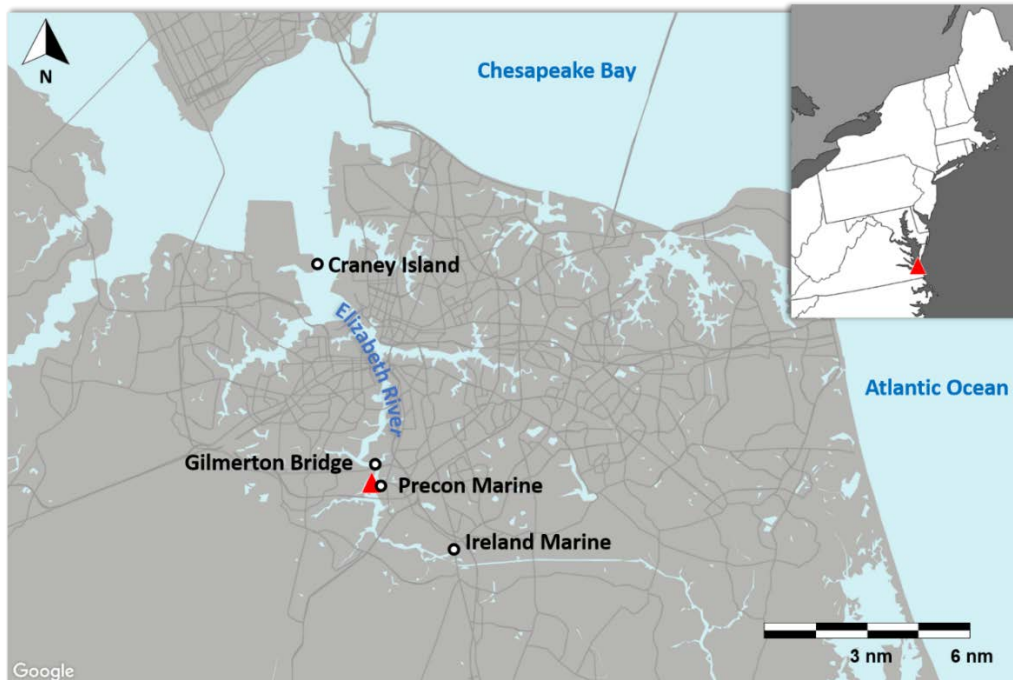 N
Chesapeake Bay
Craney Island
Elizabeth River
Atlantic Ocean
Gilmerton Bridge
Precon Marine
Ireland Marine
3 nm
6 nm
Google